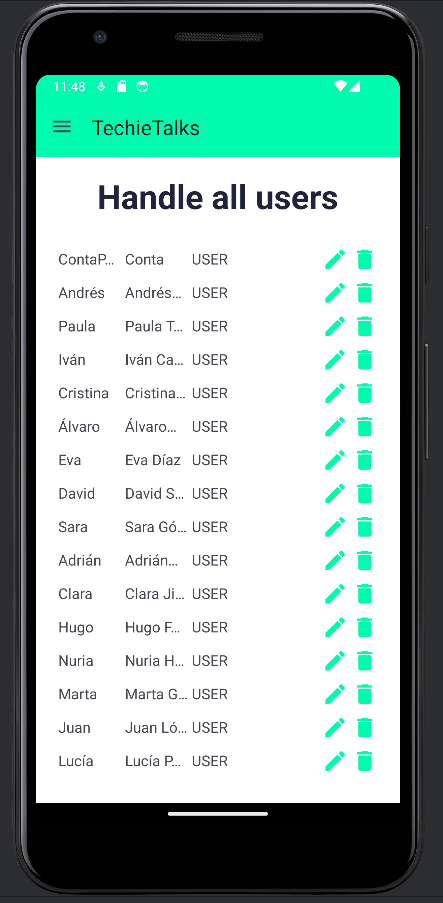 11:48
TechieTalks
Handle all users
ContaP... Conta USER
Andrés Andrés... USER
Paula Paula T... USER
Iván Iván Ca... USER
Cristina Cristina... USER
Álvaro Álvaro... USER
Eva Eva Díaz USER
David David S... USER
Sara Sara Gó... USER
Adrián Adrián... USER
Clara Clara Ji... USER
Hugo Hugo F... USER
Nuria Nuria H... USER
Marta Marta G... USER
Juan Juan Ló... USER
Lucía Lucía P... USER